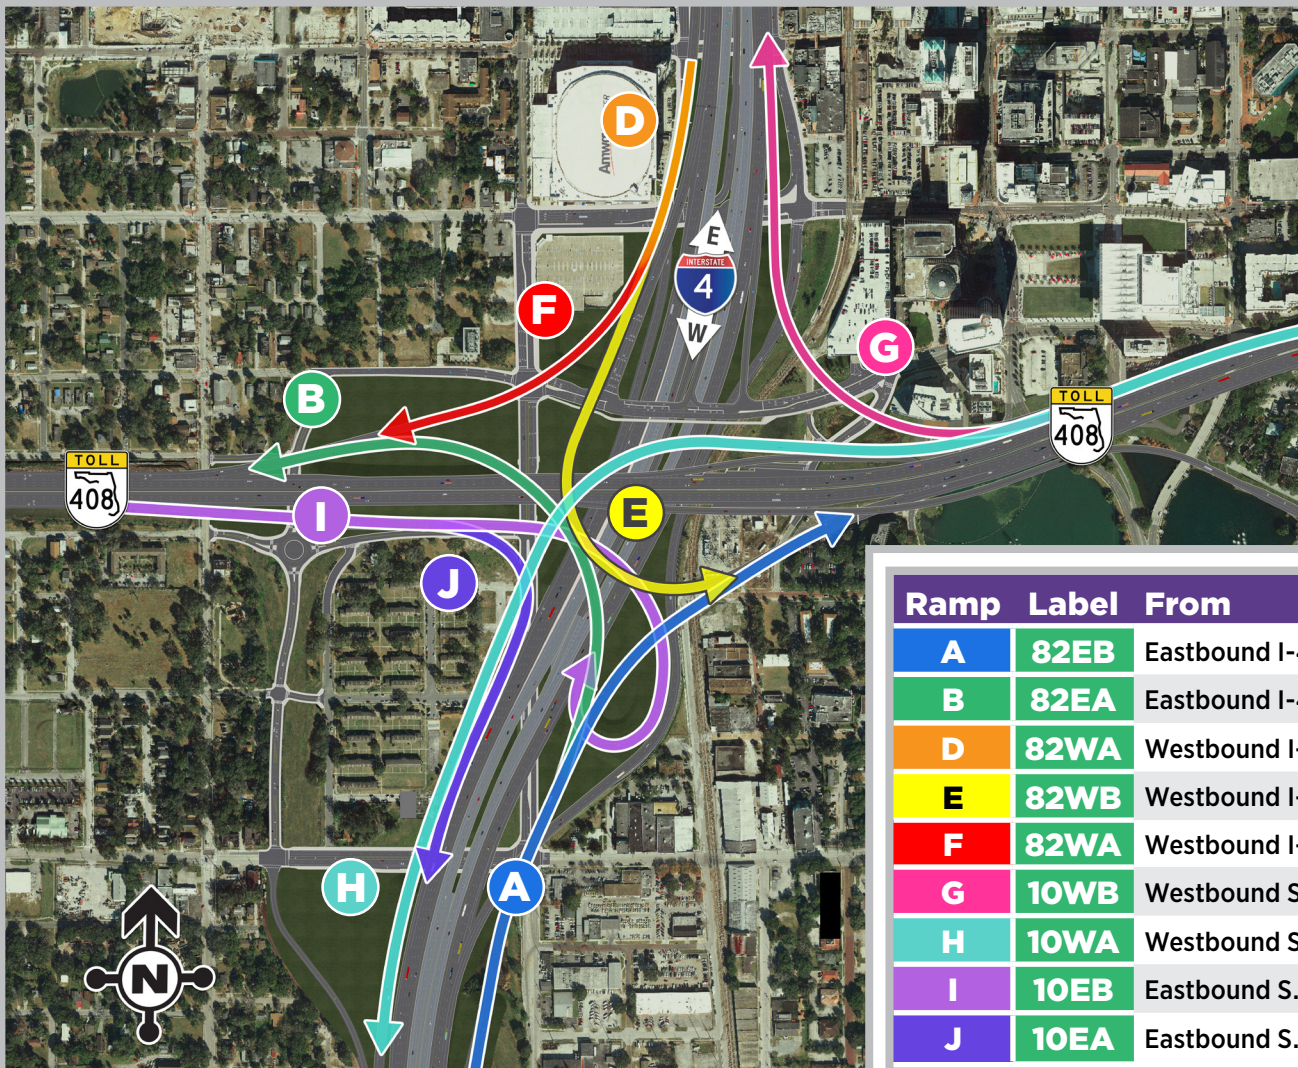 Amw
D
E
INTERSTATE
4
W
F
G
B
TOLL
408
TOLL
408
I
E
J
H
A
N
Ramp Label From
A 82EB Eastbound I-
B 82EA Eastbound I-
D 82WA Westbound I-
E 82WB Westbound I-
F 82WA Westbound I-
G 10WB Westbound S
H 10WA Westbound S
I 10EB Eastbound S.
J 10EA Eastbound S.